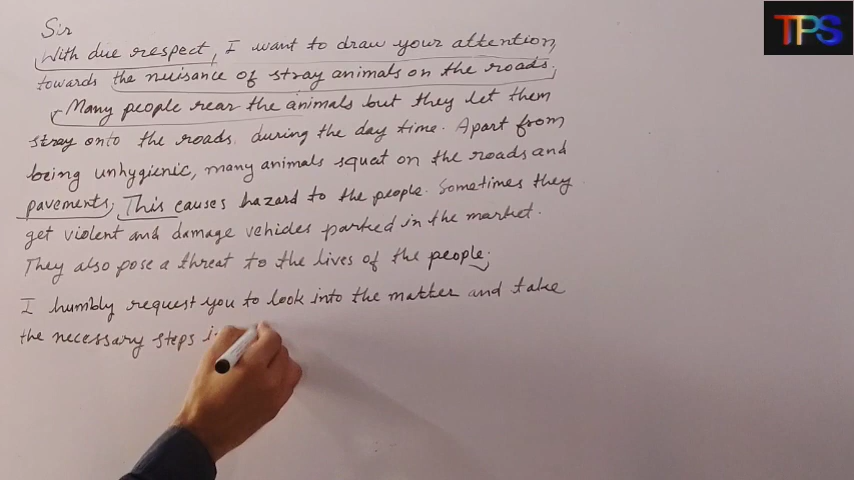 TPS
Sir
With due respect, I want to draw your attention,
towards the nuisance of stray animals on the roads.
Many people rear the animals but they let them
stray onto the roads. during the day time. Apart from
being unhygienic, many animals squat on the roads and
pavements. This causes hazard to the people. Sometimes they
get violent and damage vehicles parked in the market.
They also pose a threat to the lives of the people.
I humbly request you to look into the matter and take
the necessary steps i